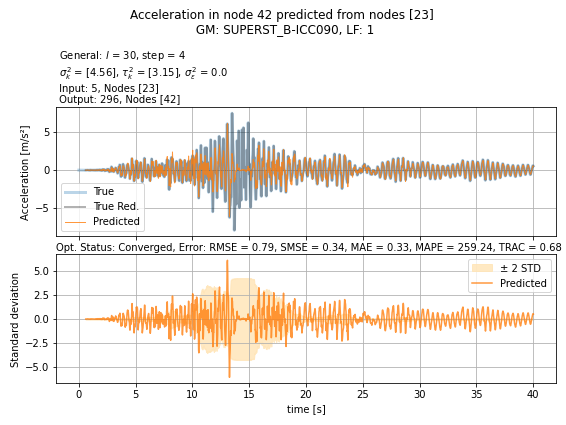 Acceleration in node 42 predicted from nodes [23]
GM: SUPERST_B-ICC090, LF: 1
General: l = 30, step = 4
σ²ₖ = [4.56], τ²ₖ = [3.15], σ²ε = 0.0
Input: 5, Nodes [23]
Output: 296, Nodes [42]
Acceleration [m/s²]
5
0
−5
True
True Red.
Predicted
Opt. Status: Converged, Error: RMSE = 0.79, SMSE = 0.34, MAE = 0.33, MAPE = 259.24, TRAC = 0.68
Standard deviation
5.0
2.5
0.0
−2.5
−5.0
± 2 STD
Predicted
0 5 10 15 20 25 30 35 40
time [s]